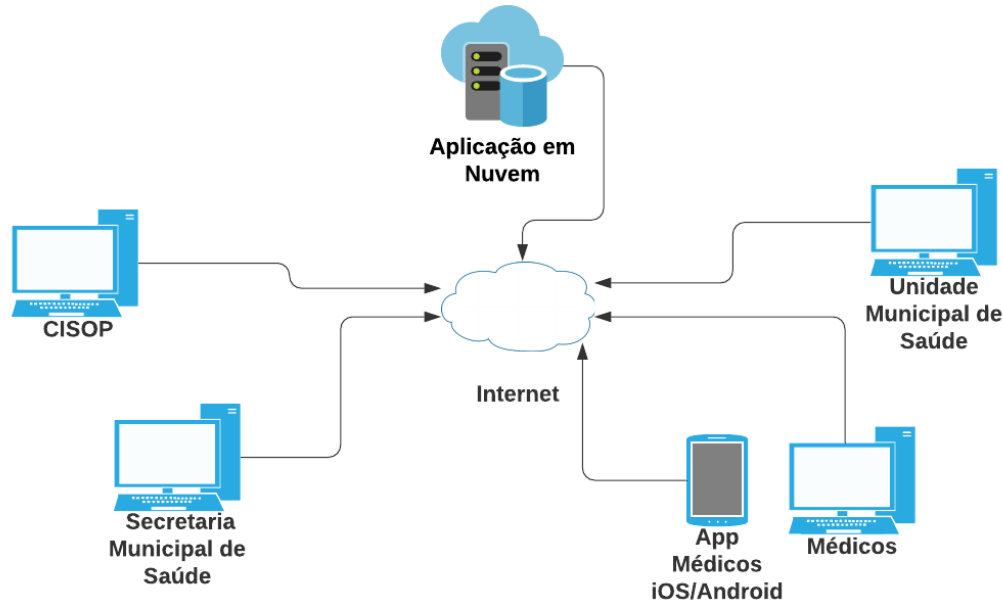 Aplicação em
Nuvem
CISOP
Unidade
Municipal de
Saúde
Internet
Secretaria
Municipal de
Saúde
App
Médicos
iOS/Android
Médicos